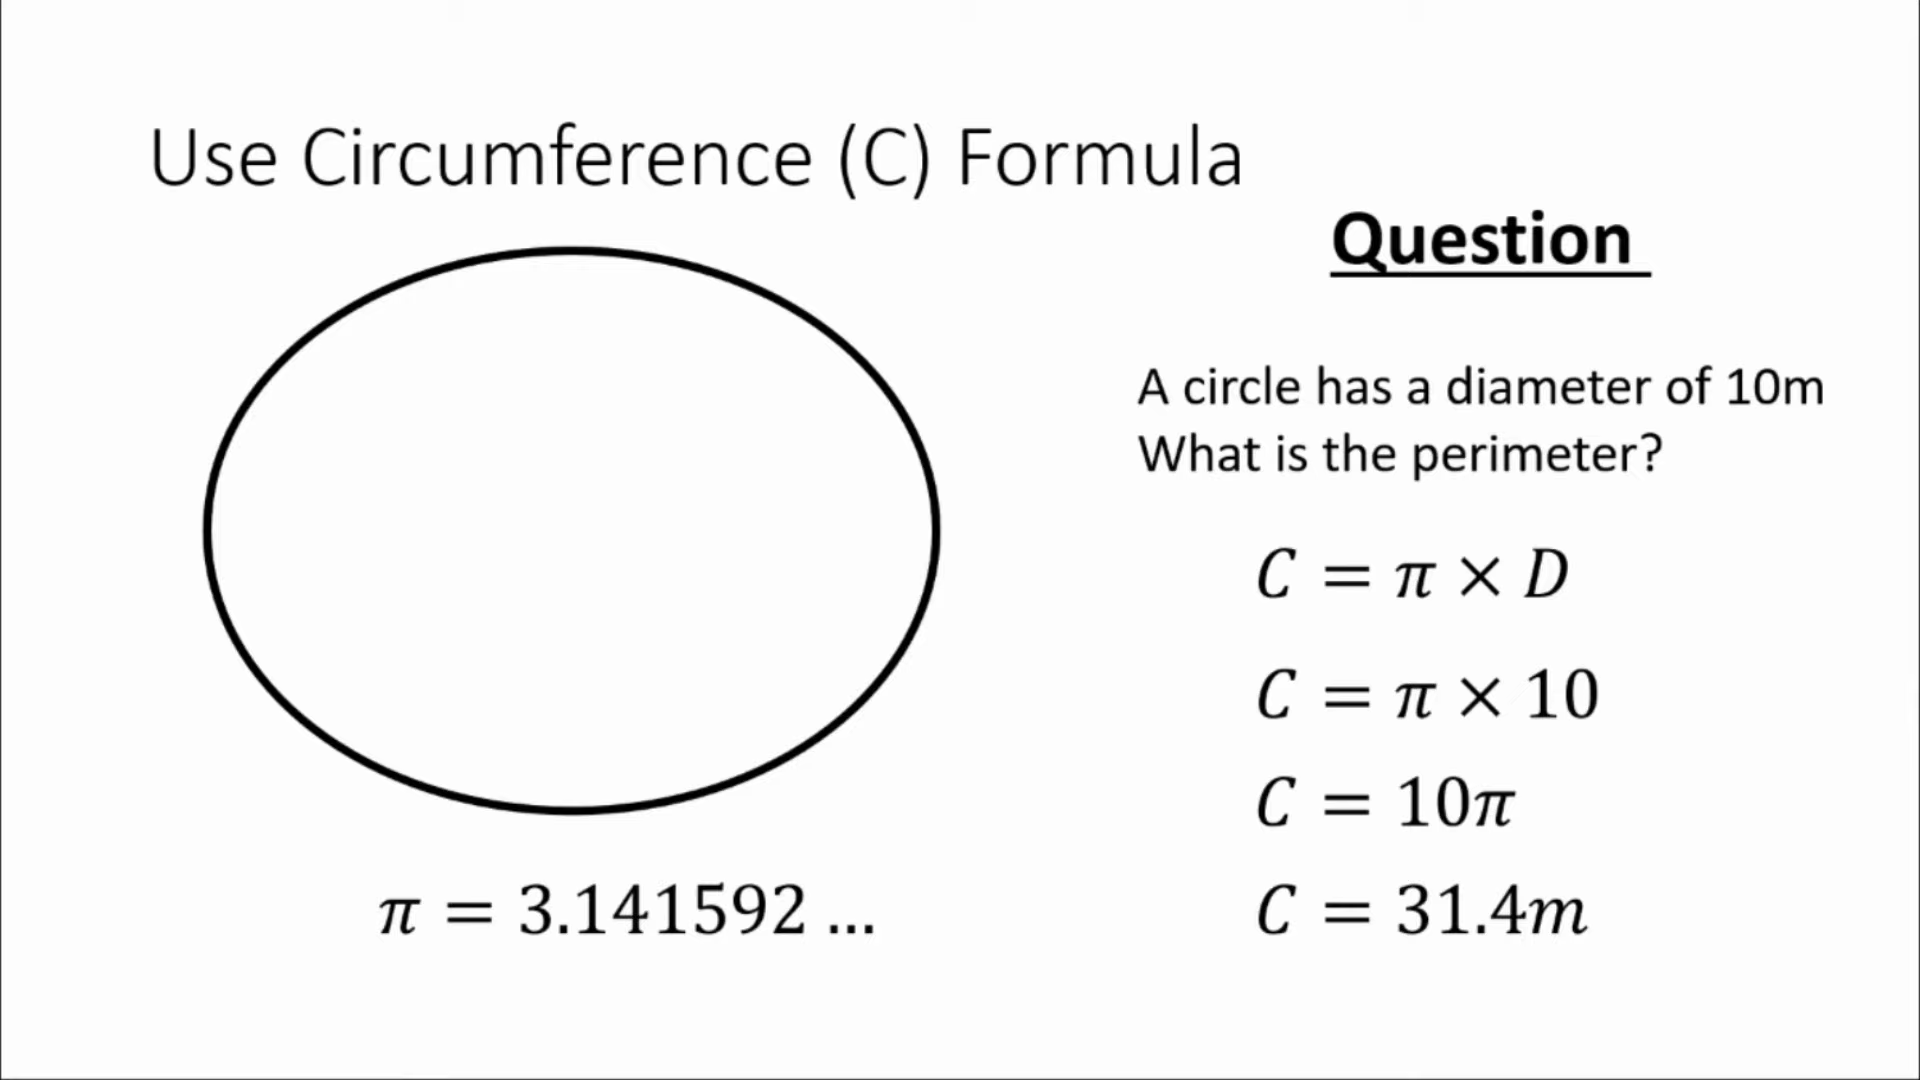 Use Circumference (C) Formula
Question
A circle has a diameter of 10m
What is the perimeter?
C = π × D
C = π × 10
C = 10π
C = 31.4m
π = 3.141592 ...